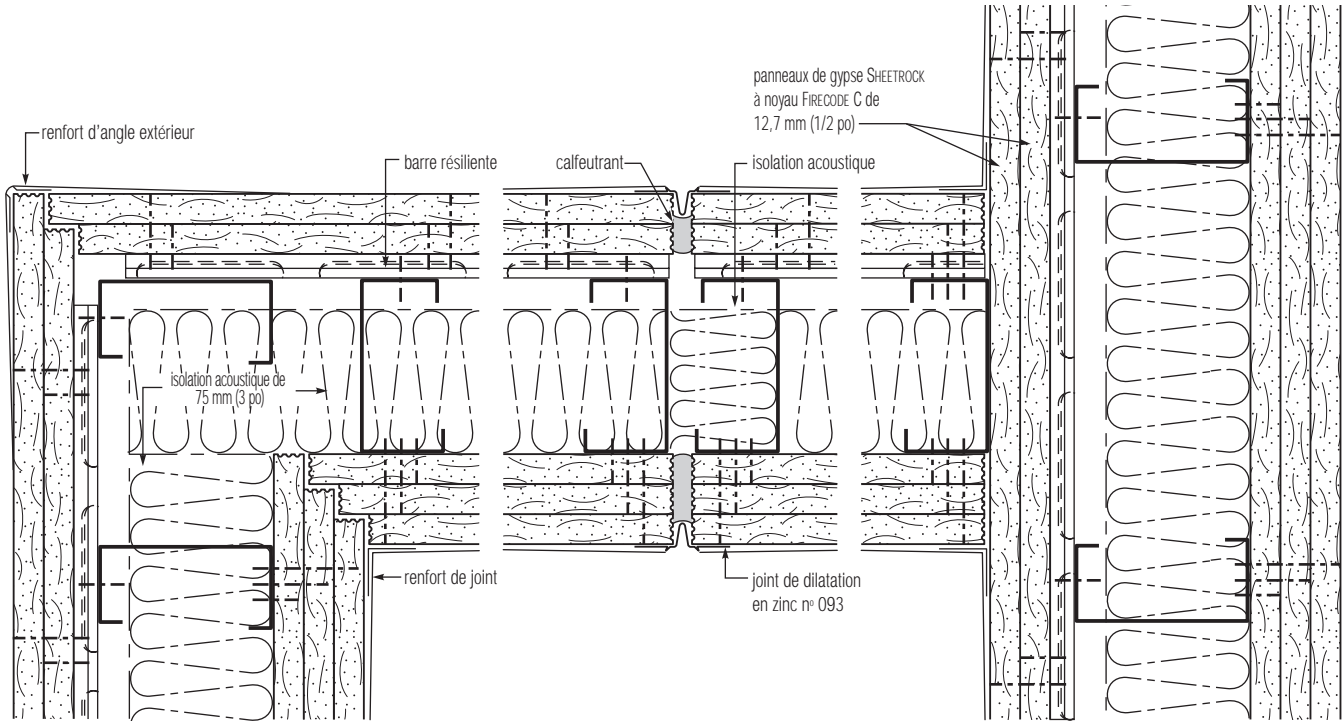 panneaux de gypse SHEETROCK
à noyau FIRECODE C de
12,7 mm (1/2 po)
renfort d'angle extérieur
barre résiliente
calfeutrant
isolation acoustique
isolation acoustique de
75 mm (3 po)
renfort de joint
joint de dilatation
en zinc nº 093